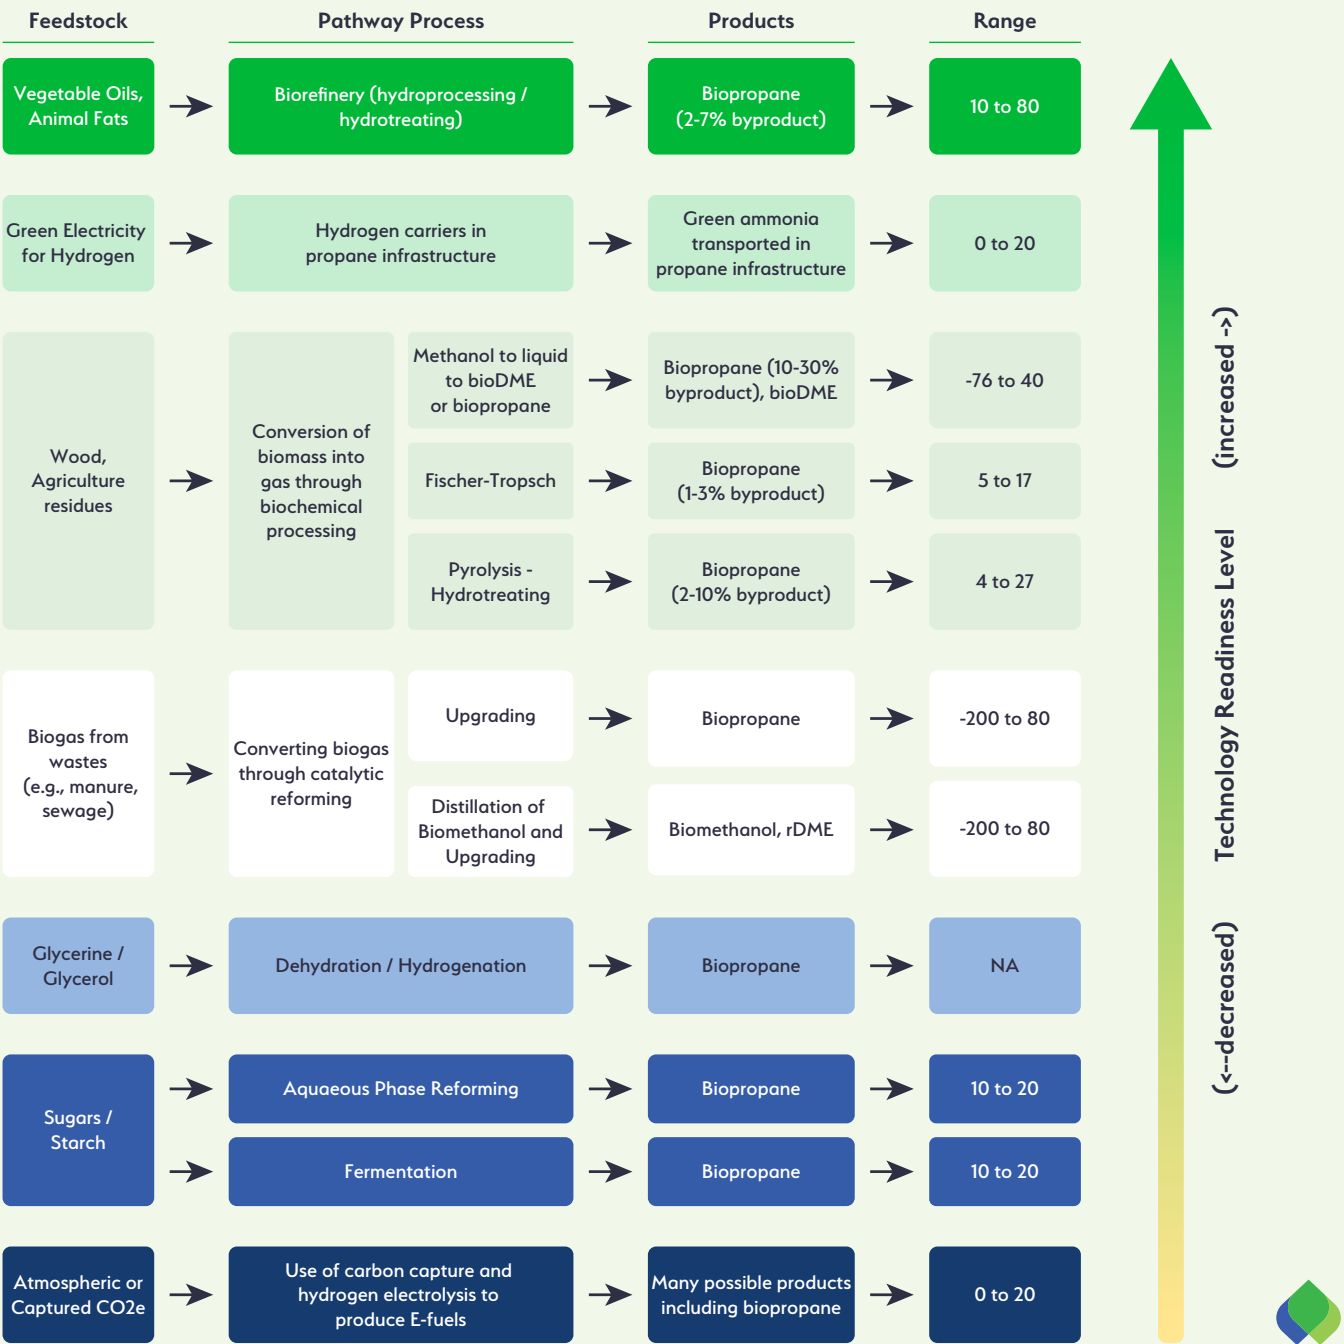 Feedstock
Pathway Process
Products
Range
Vegetable Oils,
Animal Fats
Biorefinery (hydroprocessing /
hydrotreating)
Biopropane
(2-7% byproduct)
10 to 80
Green Electricity
for Hydrogen
Hydrogen carriers in
propane infrastructure
Green ammonia
transported in
propane infrastructure
0 to 20
Wood,
Agriculture
residues
Conversion of
biomass into
gas through
biochemical
processing
Methanol to liquid
to bioDME
or biopropane
Biopropane (10-30%
byproduct), bioDME
-76 to 40
Fischer-Tropsch
Biopropane
(1-3% byproduct)
5 to 17
Pyrolysis -
Hydrotreating
Biopropane
(2-10% byproduct)
4 to 27
Biogas from
wastes
(e.g., manure,
sewage)
Converting biogas
through catalytic
reforming
Upgrading
Biopropane
-200 to 80
Distillation of
Biomethanol and
Upgrading
Biomethanol, rDME
-200 to 80
Glycerine /
Glycerol
Dehydration / Hydrogenation
Biopropane
NA
Sugars /
Starch
Aquaeous Phase Reforming
Biopropane
10 to 20
Fermentation
Biopropane
10 to 20
Atmospheric or
Captured CO2e
Use of carbon capture and
hydrogen electrolysis to
produce E-fuels
Many possible products
including biopropane
0 to 20
(<--decreased) Technology Readiness Level (increased ->)